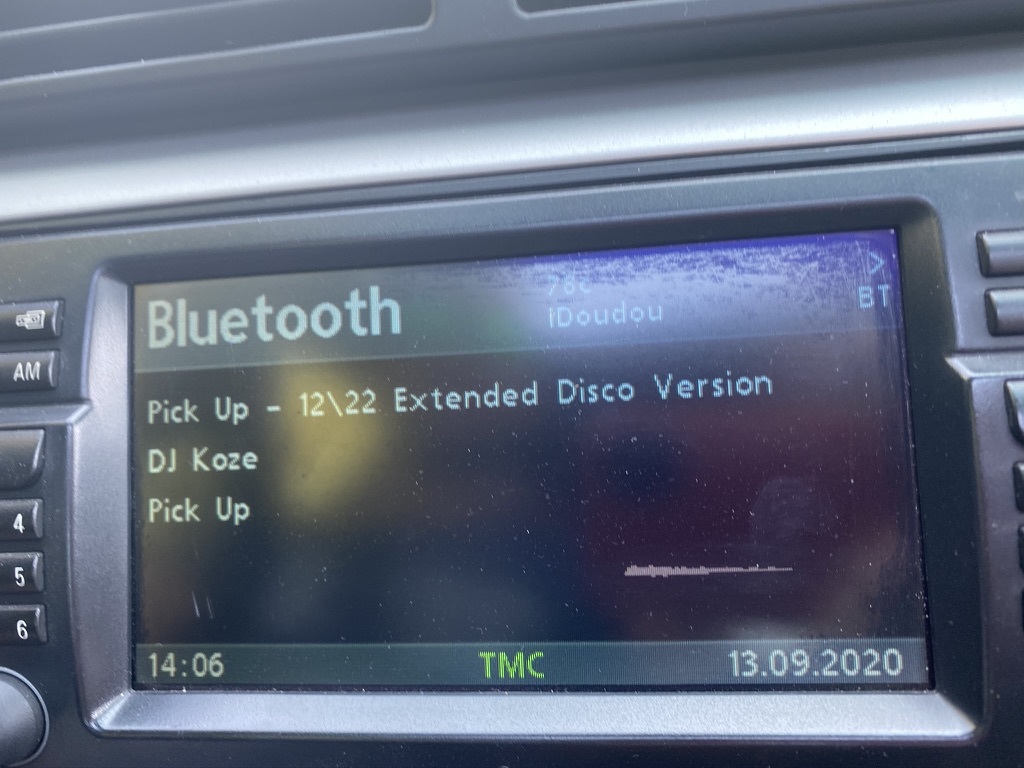 Bluetooth
78c
iDoudou
>
BT
Pick Up - 12\22 Extended Disco Version
DJ Koze
Pick Up
14:06
TMC
13.09.2020
AM
4
5
6